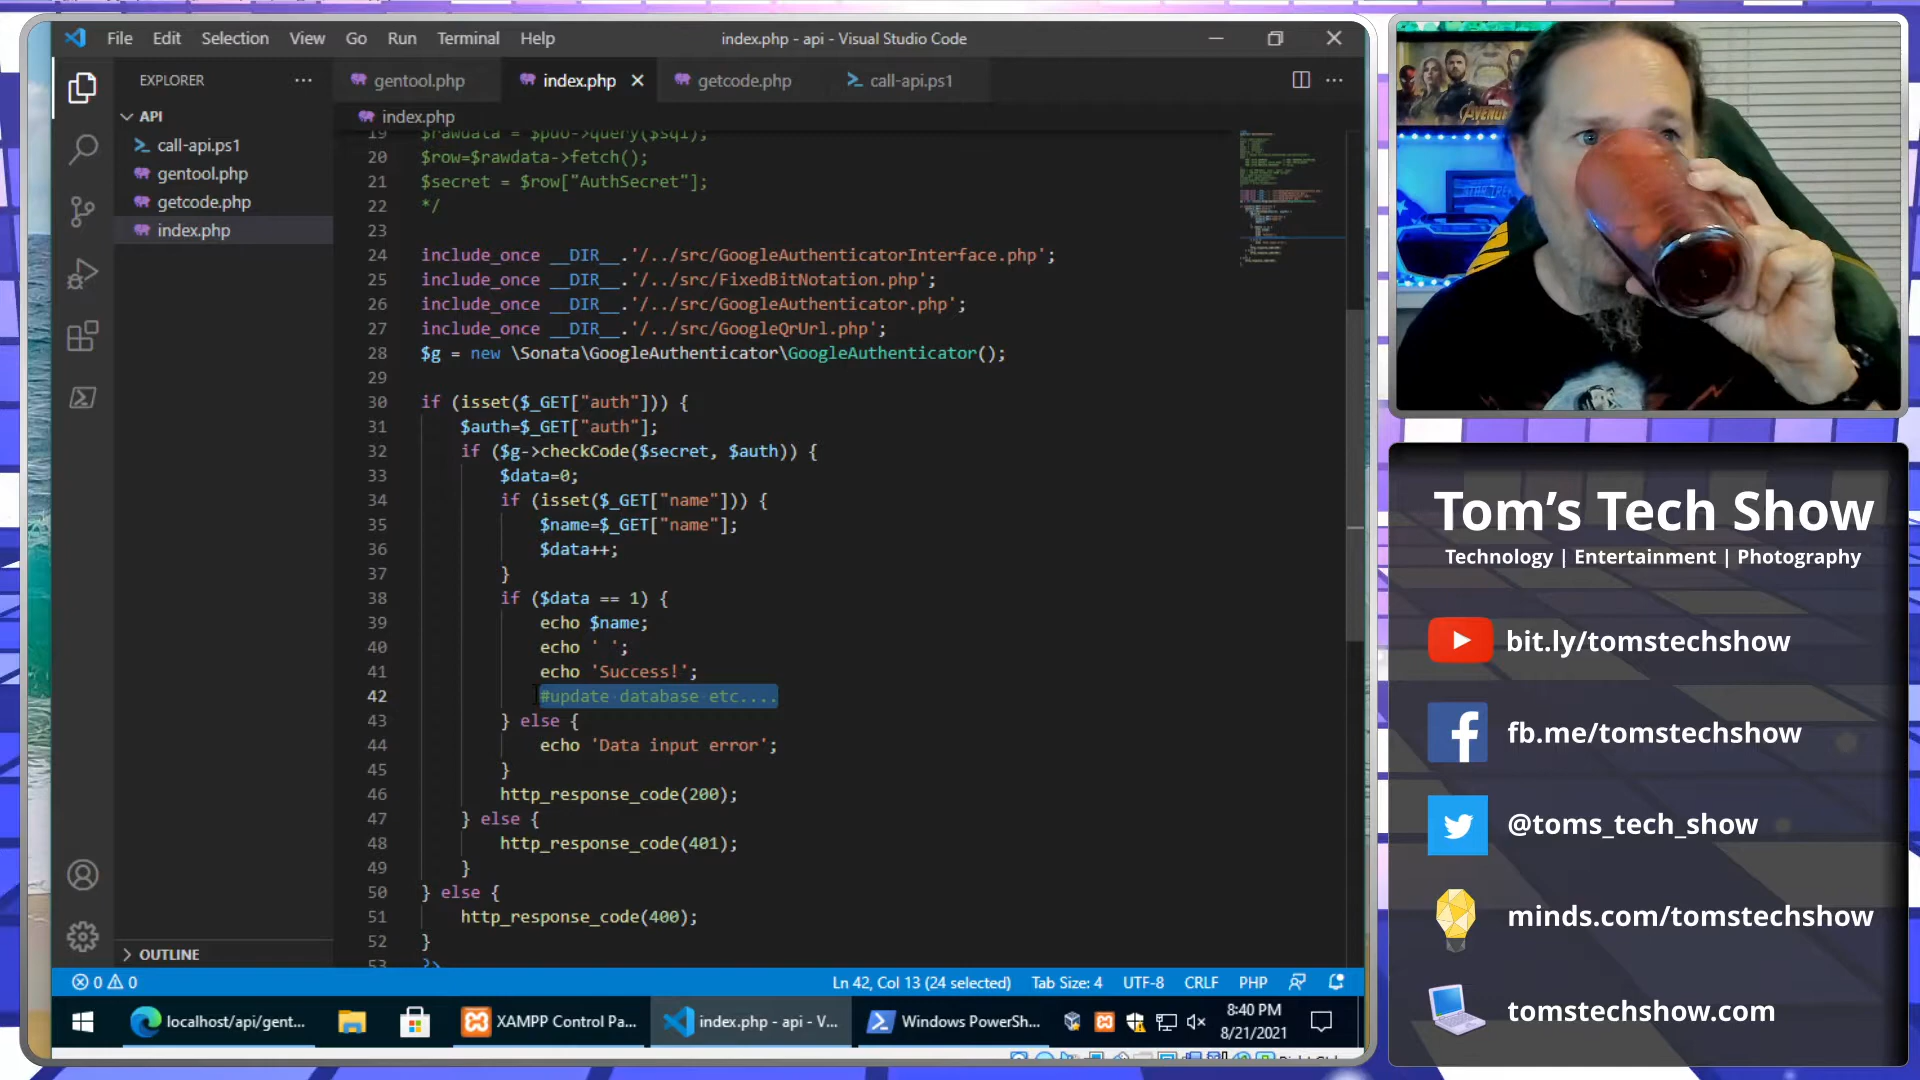 File Edit Selection View Go Run Terminal Help
index.php - api - Visual Studio Code
EXPLORER
gentool.php
index.php
getcode.php
call-api.ps1
API
call-api.ps1
gentool.php
getcode.php
index.php
OUTLINE
index.php
19 $rawdata = $pdo->query($sql);
20 $row=$rawdata->fetch();
21 $secret = $row["AuthSecret"];
22 */
23
24 include_once __DIR__.'/../src/GoogleAuthenticatorInterface.php';
25 include_once __DIR__.'/../src/FixedBitNotation.php';
26 include_once __DIR__.'/../src/GoogleAuthenticator.php';
27 include_once __DIR__.'/../src/GoogleQrUrl.php';
28 $g = new \Sonata\GoogleAuthenticator\GoogleAuthenticator();
29
30 if (isset($_GET["auth"])) {
31 $auth=$_GET["auth"];
32 if ($g->checkCode($secret, $auth)) {
33 $data=0;
34 if (isset($_GET["name"])) {
35 $name=$_GET["name"];
36 $data++;
37 }
38 if ($data == 1) {
39 echo $name;
40 echo ' ';
41 echo 'Success!';
42 #update database etc....
43 } else {
44 echo 'Data input error';
45 }
46 http_response_code(200);
47 } else {
48 http_response_code(401);
49 }
50 } else {
51 http_response_code(400);
52 }
53 ?>
0 0
Ln 42, Col 13 (24 selected) Tab Size: 4 UTF-8 CRLF PHP
localhost/api/gent...
XAMPP Control Pa...
index.php - api - V...
Windows PowerSh...
8:40 PM
8/21/2021
AVENGERS
STAR TREK
Tom's Tech Show
Technology | Entertainment | Photography
bit.ly/tomstechshow
fb.me/tomstechshow
@toms_tech_show
minds.com/tomstechshow
tomstechshow.com